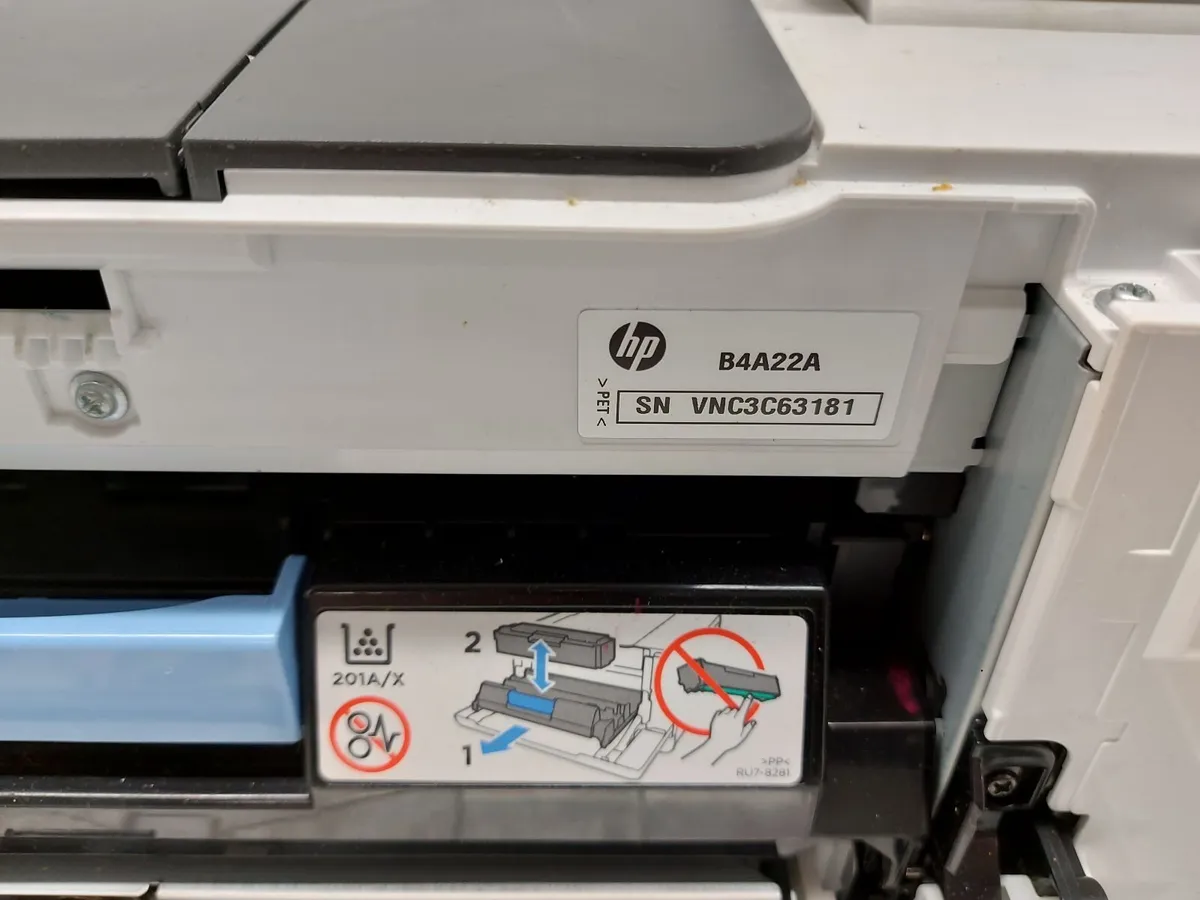 hp
B4A22A
>PET<
SN VNC3C63181
201A/X
2
1
>PP<
RU7-8281